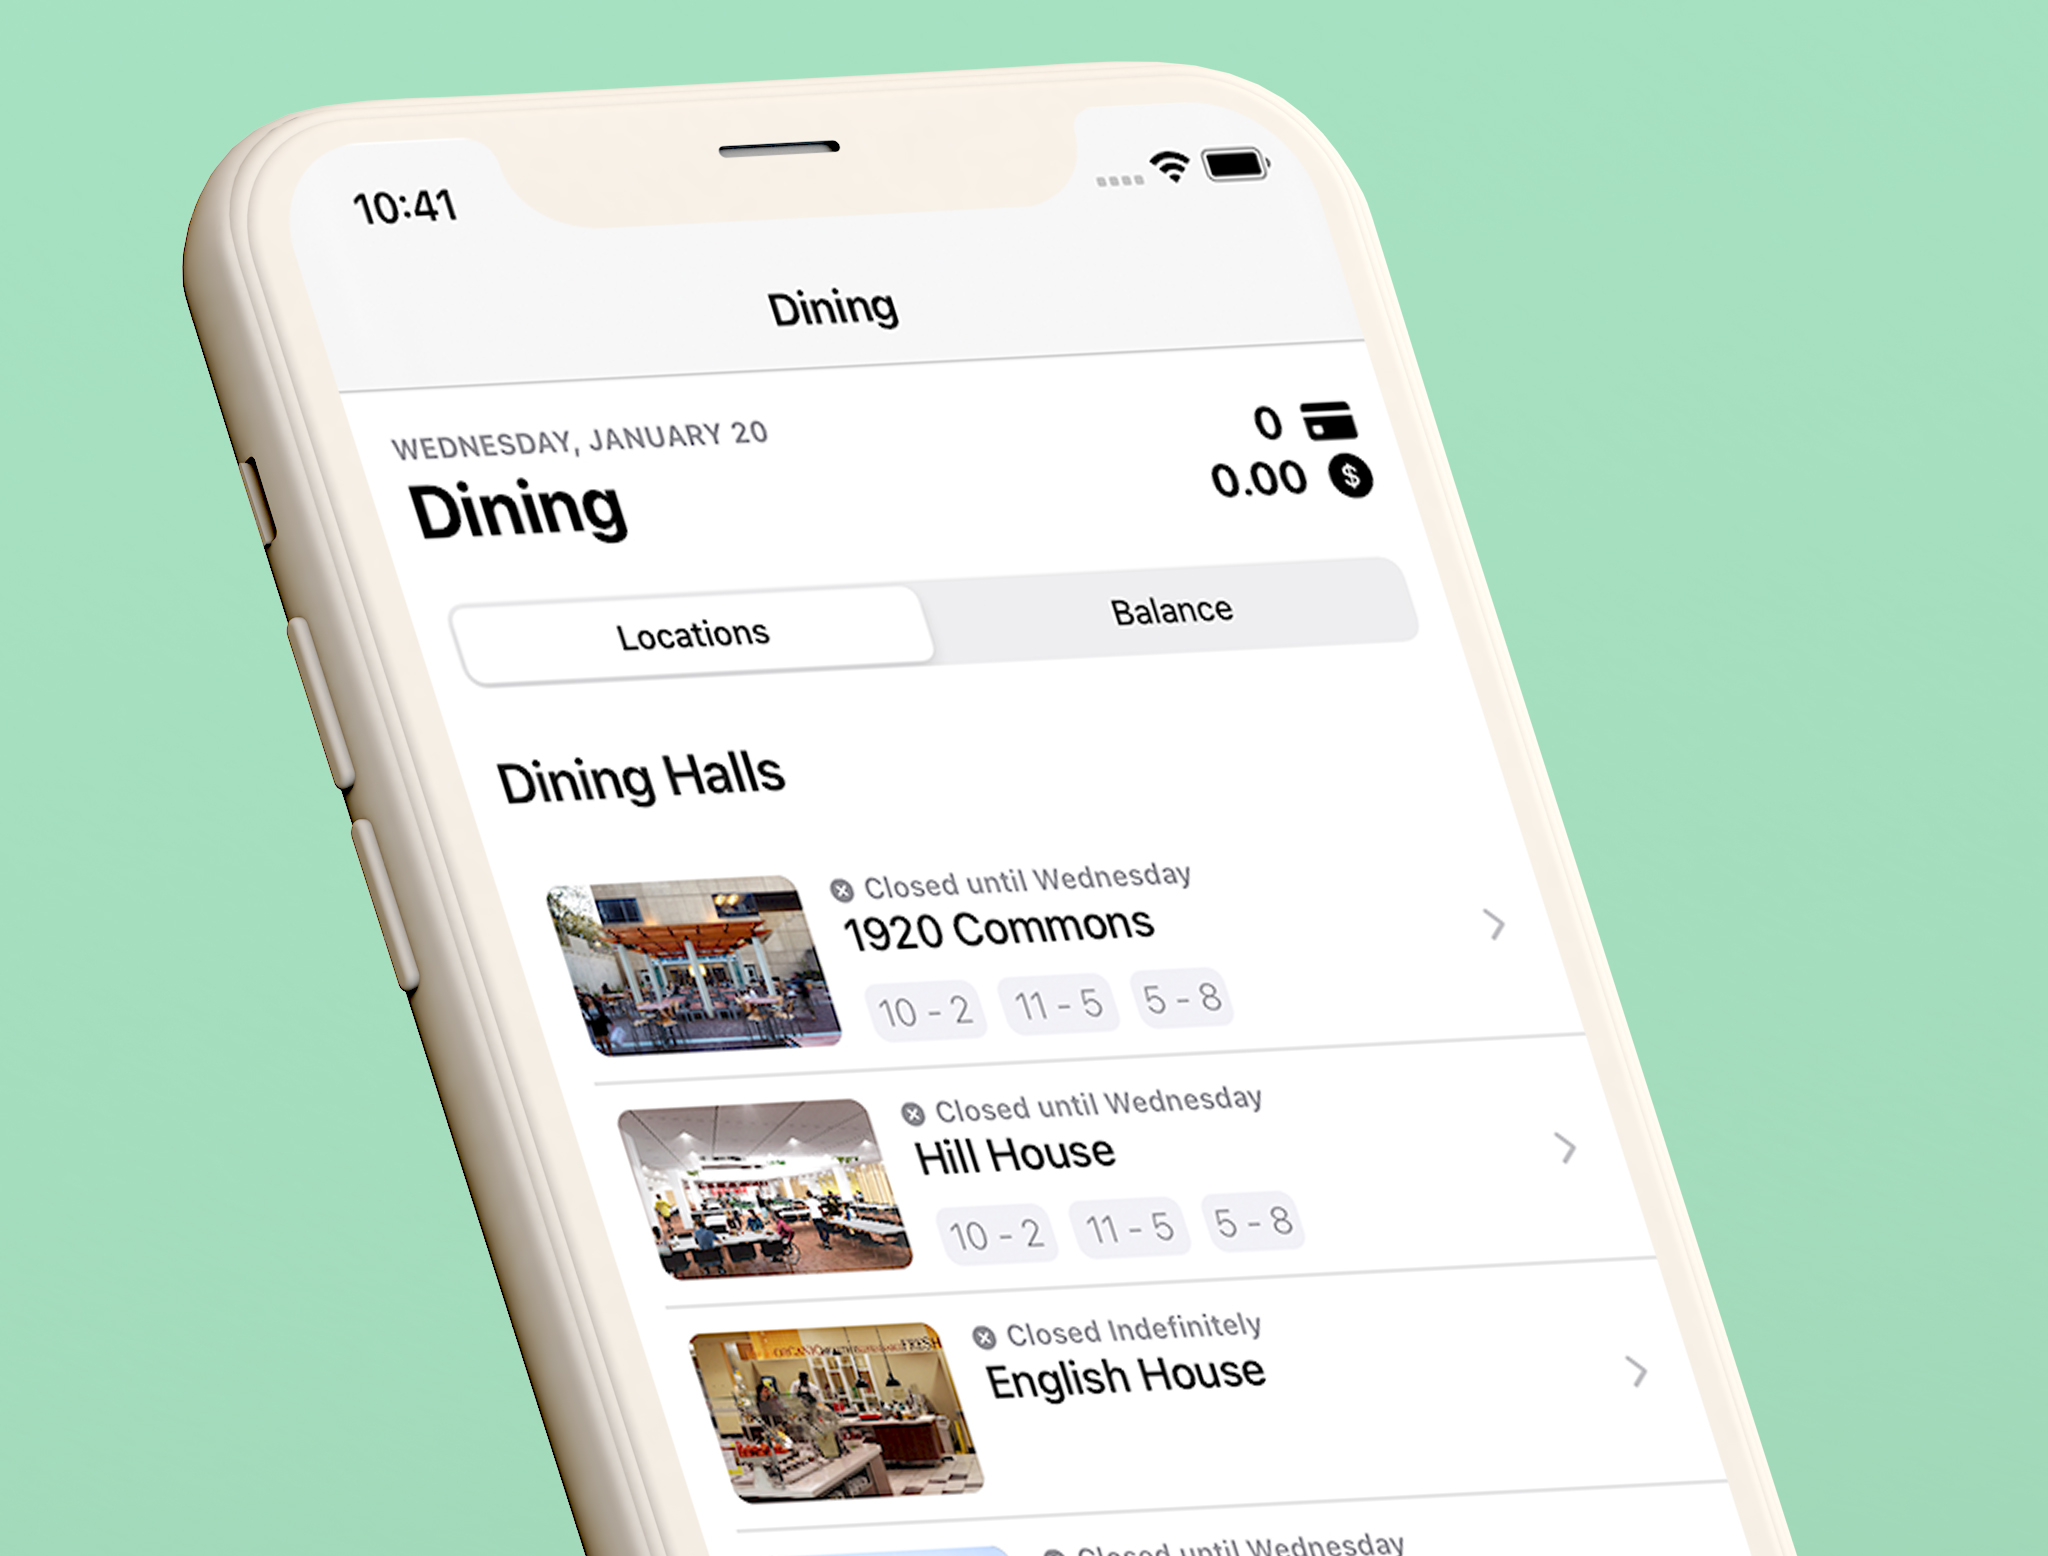 10:41
Dining
WEDNESDAY, JANUARY 20
0
0.00 $
Dining
Locations
Balance
Dining Halls
Closed until Wednesday
1920 Commons
10 - 2
11 - 5
5 - 8
Closed until Wednesday
Hill House
10 - 2
11 - 5
5 - 8
Closed Indefinitely
English House
Closed until Wednesday